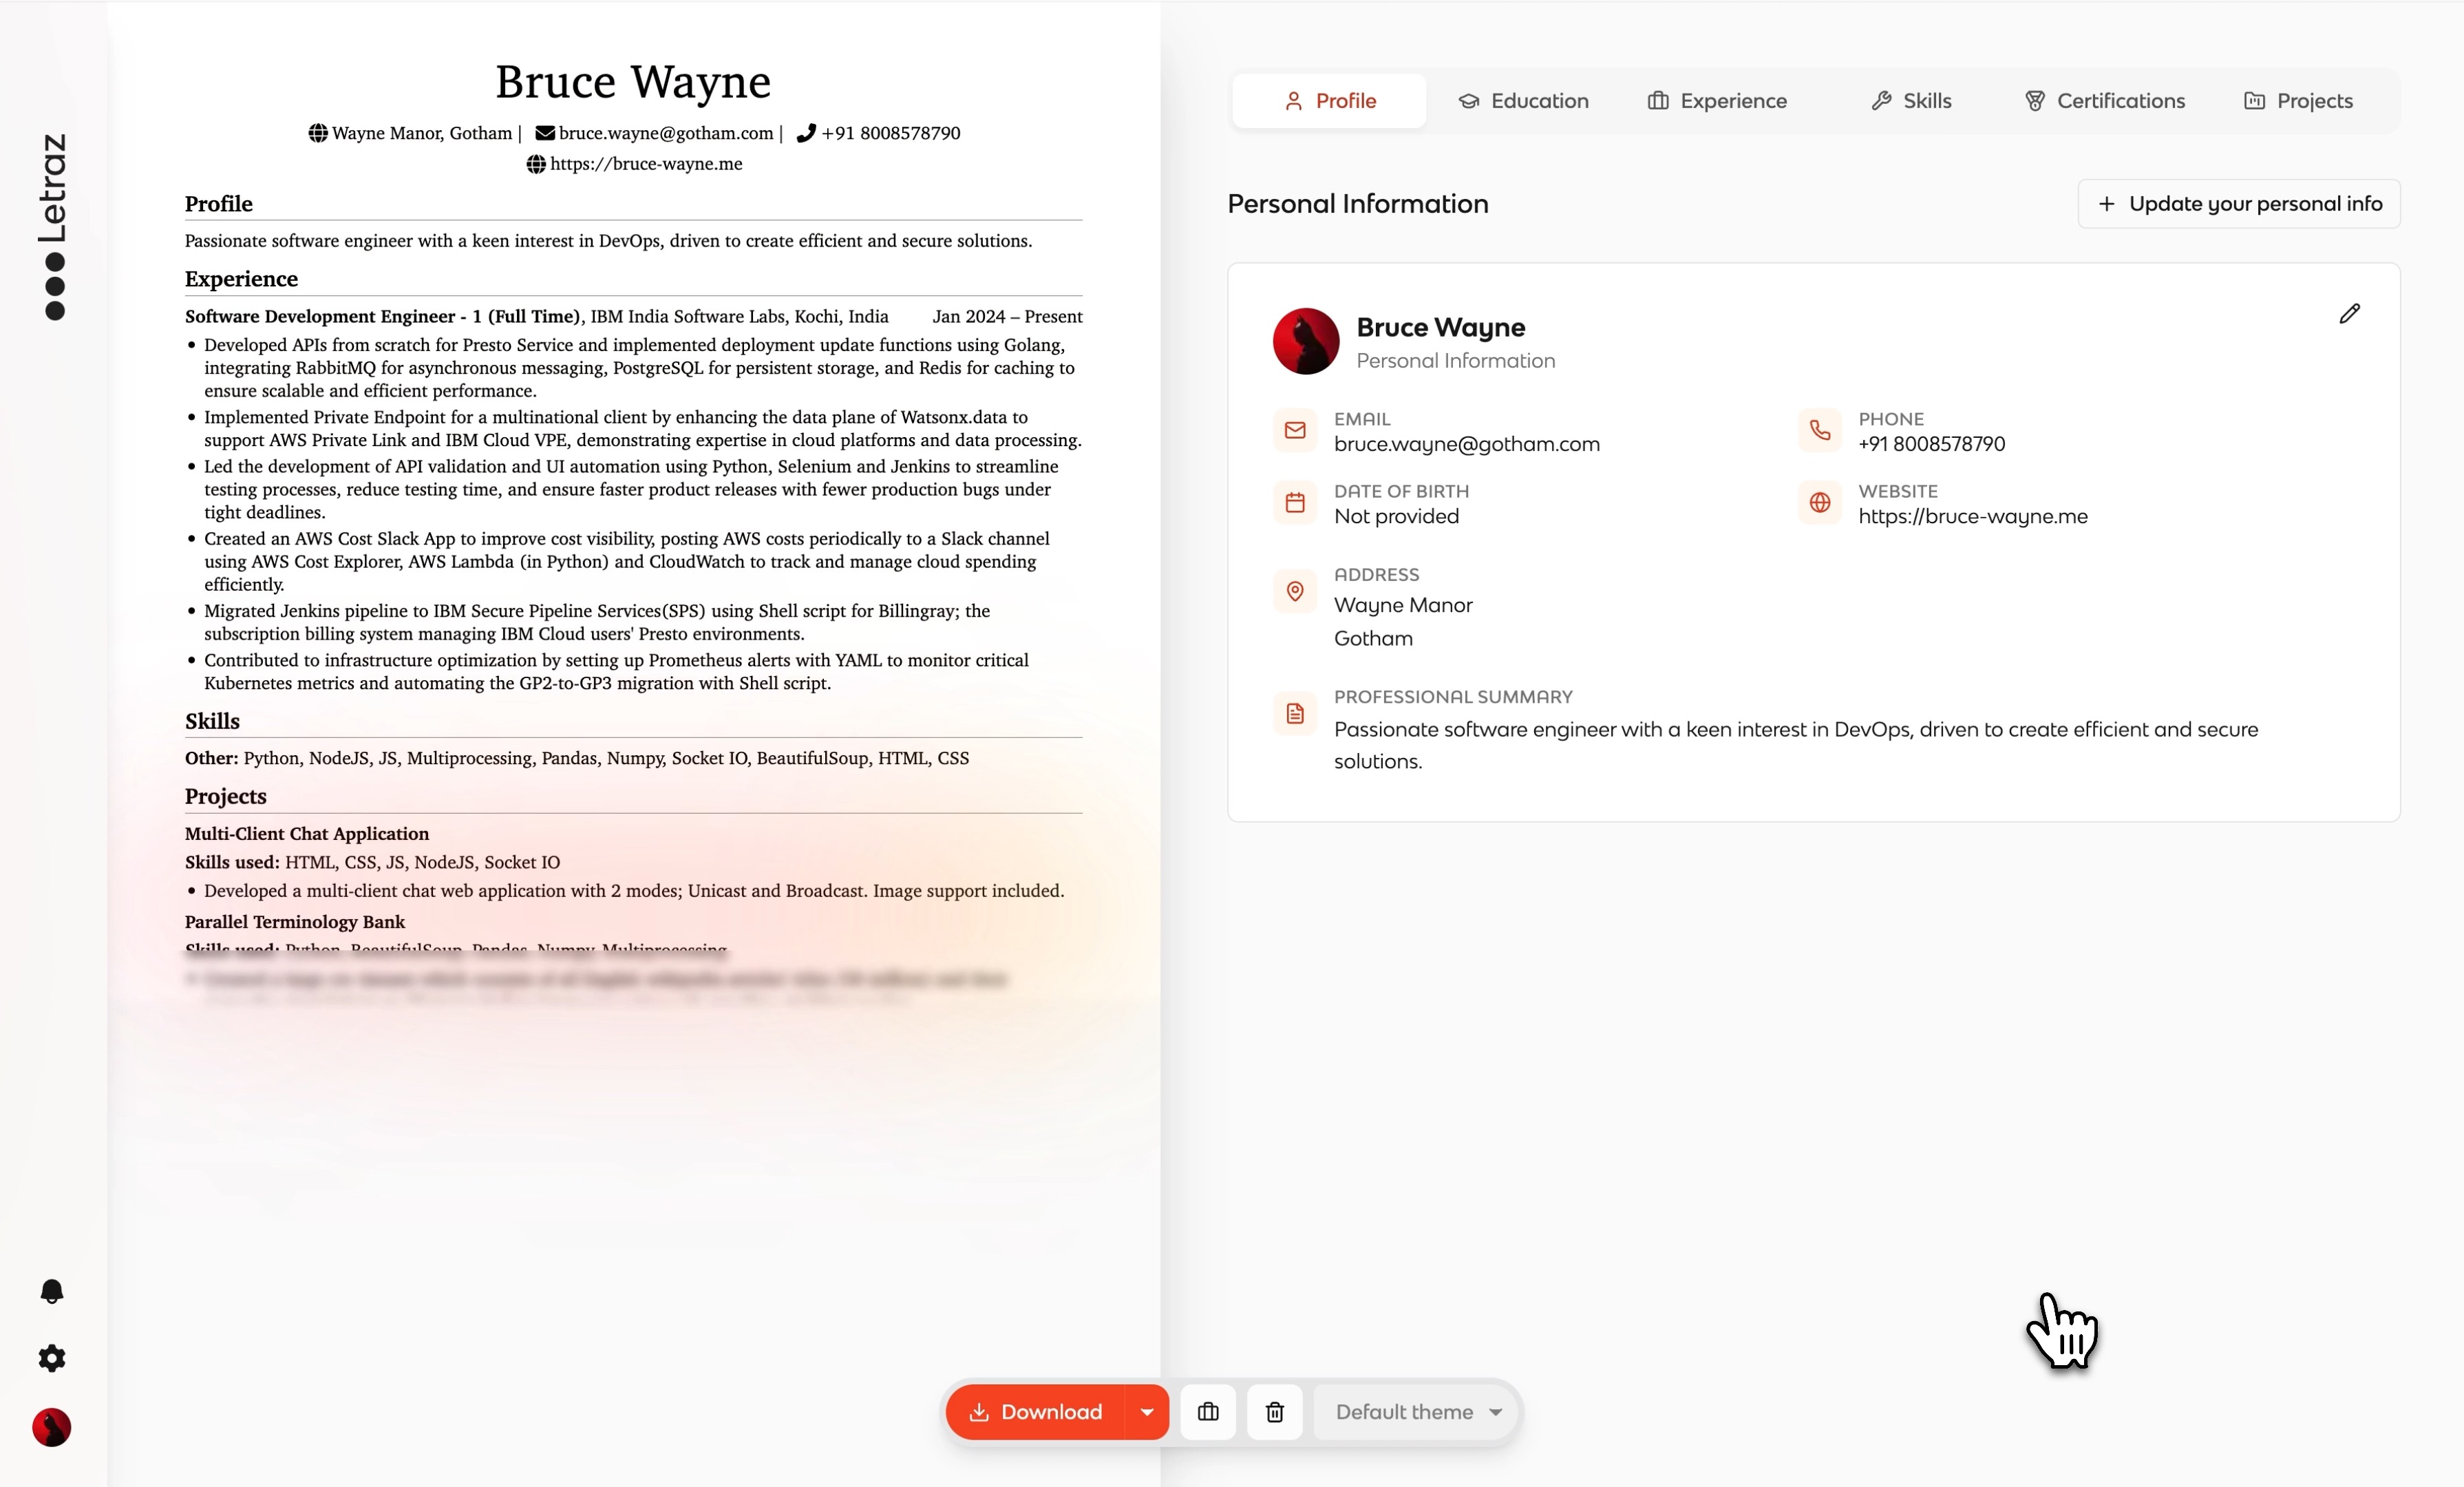 Letraz
Bruce Wayne
Wayne Manor, Gotham | bruce.wayne@gotham.com | +91 8008578790
https://bruce-wayne.me
Profile
Passionate software engineer with a keen interest in DevOps, driven to create efficient and secure solutions.
Experience
Software Development Engineer - 1 (Full Time), IBM India Software Labs, Kochi, India Jan 2024 – Present
• Developed APIs from scratch for Presto Service and implemented deployment update functions using Golang,
integrating RabbitMQ for asynchronous messaging, PostgreSQL for persistent storage, and Redis for caching to
ensure scalable and efficient performance.
• Implemented Private Endpoint for a multinational client by enhancing the data plane of Watsonx.data to
support AWS Private Link and IBM Cloud VPE, demonstrating expertise in cloud platforms and data processing.
• Led the development of API validation and UI automation using Python, Selenium and Jenkins to streamline
testing processes, reduce testing time, and ensure faster product releases with fewer production bugs under
tight deadlines.
• Created an AWS Cost Slack App to improve cost visibility, posting AWS costs periodically to a Slack channel
using AWS Cost Explorer, AWS Lambda (in Python) and CloudWatch to track and manage cloud spending
efficiently.
• Migrated Jenkins pipeline to IBM Secure Pipeline Services(SPS) using Shell script for Billingray; the
subscription billing system managing IBM Cloud users' Presto environments.
• Contributed to infrastructure optimization by setting up Prometheus alerts with YAML to monitor critical
Kubernetes metrics and automating the GP2-to-GP3 migration with Shell script.
Skills
Other: Python, NodeJS, JS, Multiprocessing, Pandas, Numpy, Socket IO, BeautifulSoup, HTML, CSS
Projects
Multi-Client Chat Application
Skills used: HTML, CSS, JS, NodeJS, Socket IO
• Developed a multi-client chat web application with 2 modes; Unicast and Broadcast. Image support included.
Parallel Terminology Bank
Skills used: Python, BeautifulSoup, Pandas, Numpy, Multiprocessing
Profile Education Experience Skills Certifications Projects
Personal Information
+ Update your personal info
Bruce Wayne
Personal Information
EMAIL
bruce.wayne@gotham.com
PHONE
+91 8008578790
DATE OF BIRTH
Not provided
WEBSITE
https://bruce-wayne.me
ADDRESS
Wayne Manor
Gotham
PROFESSIONAL SUMMARY
Passionate software engineer with a keen interest in DevOps, driven to create efficient and secure
solutions.
Download
Default theme